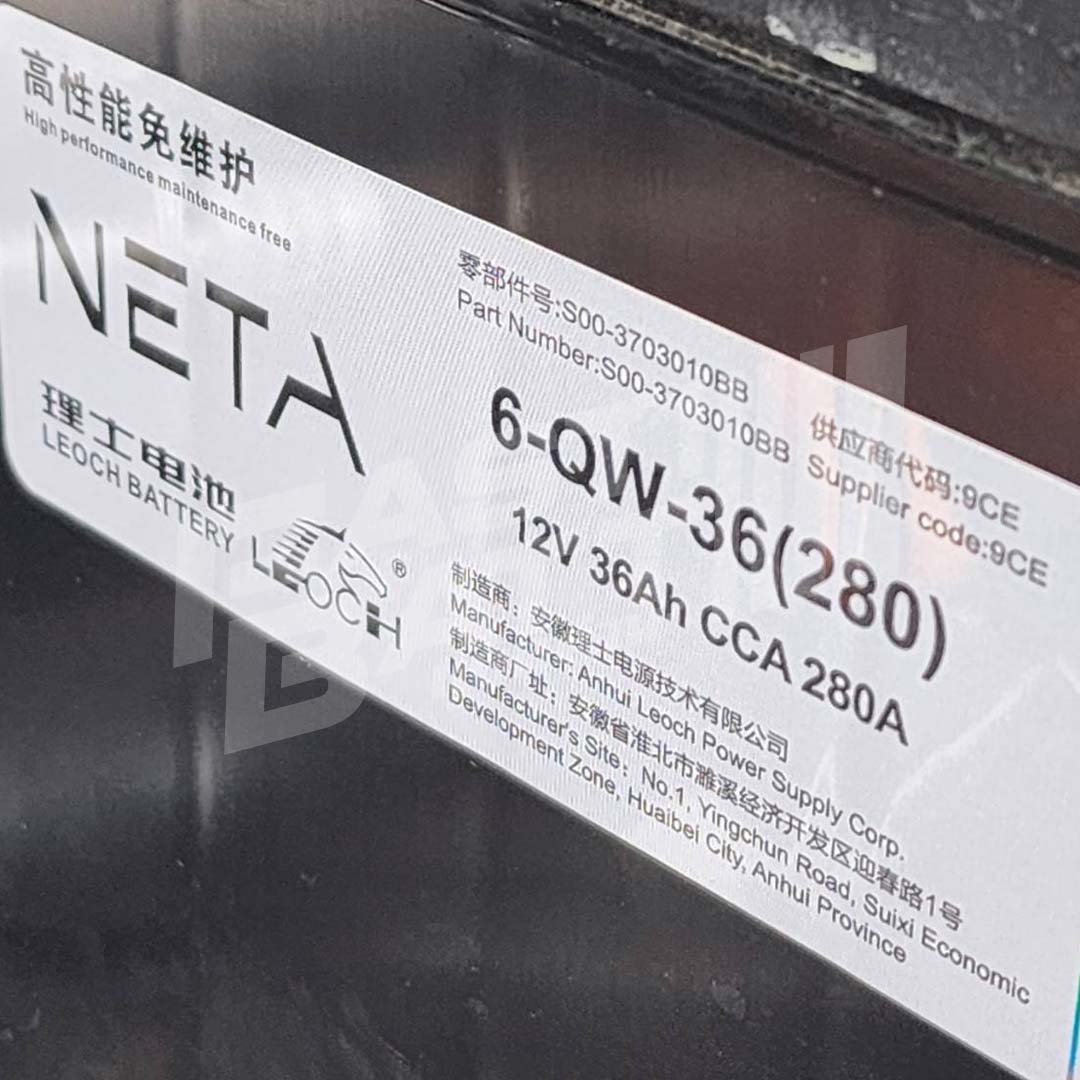 高性能免维护
High performance maintenance free
NETA
理士电池
LEOCH BATTERY
LEOCH®
零部件号:S00-3703010BB
Part Number:S00-3703010BB
供应商代码:9CE
Supplier code:9CE
6-QW-36(280)
12V 36Ah CCA 280A
制造商：安徽理士电源技术有限公司
Manufacturer: Anhui Leoch Power Supply Corp.
制造商厂址：安徽省淮北市濉溪经济开发区迎春路1号
Manufacturer's Site：No.1, Yingchun Road, Suixi Economic
Development Zone, Huaibei City, Anhui Province